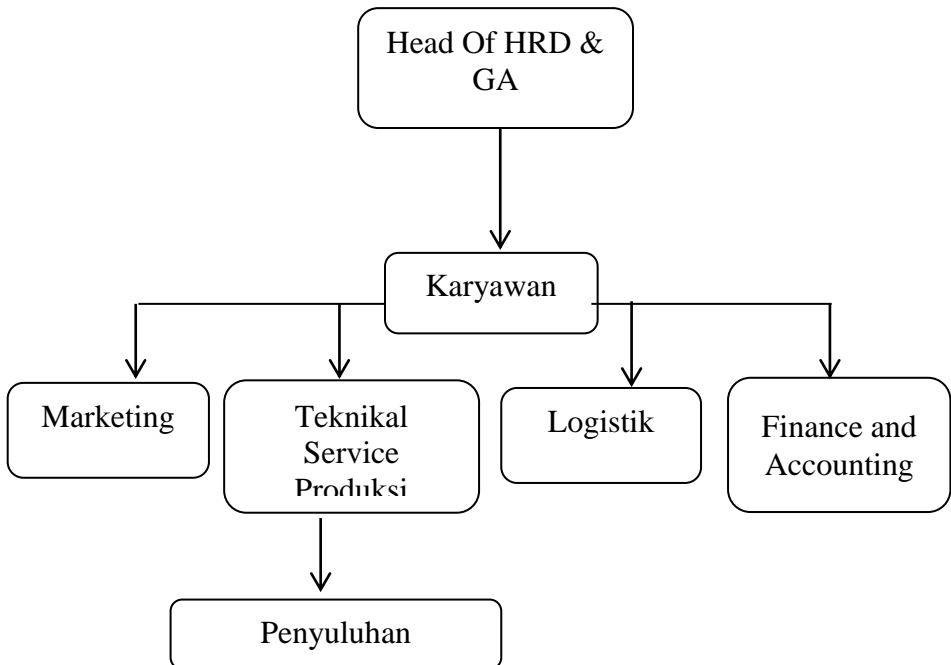 Head Of HRD &
GA
Karyawan
Marketing
Teknikal
Service
Produksi
Logistik
Finance and
Accounting
Penyuluhan